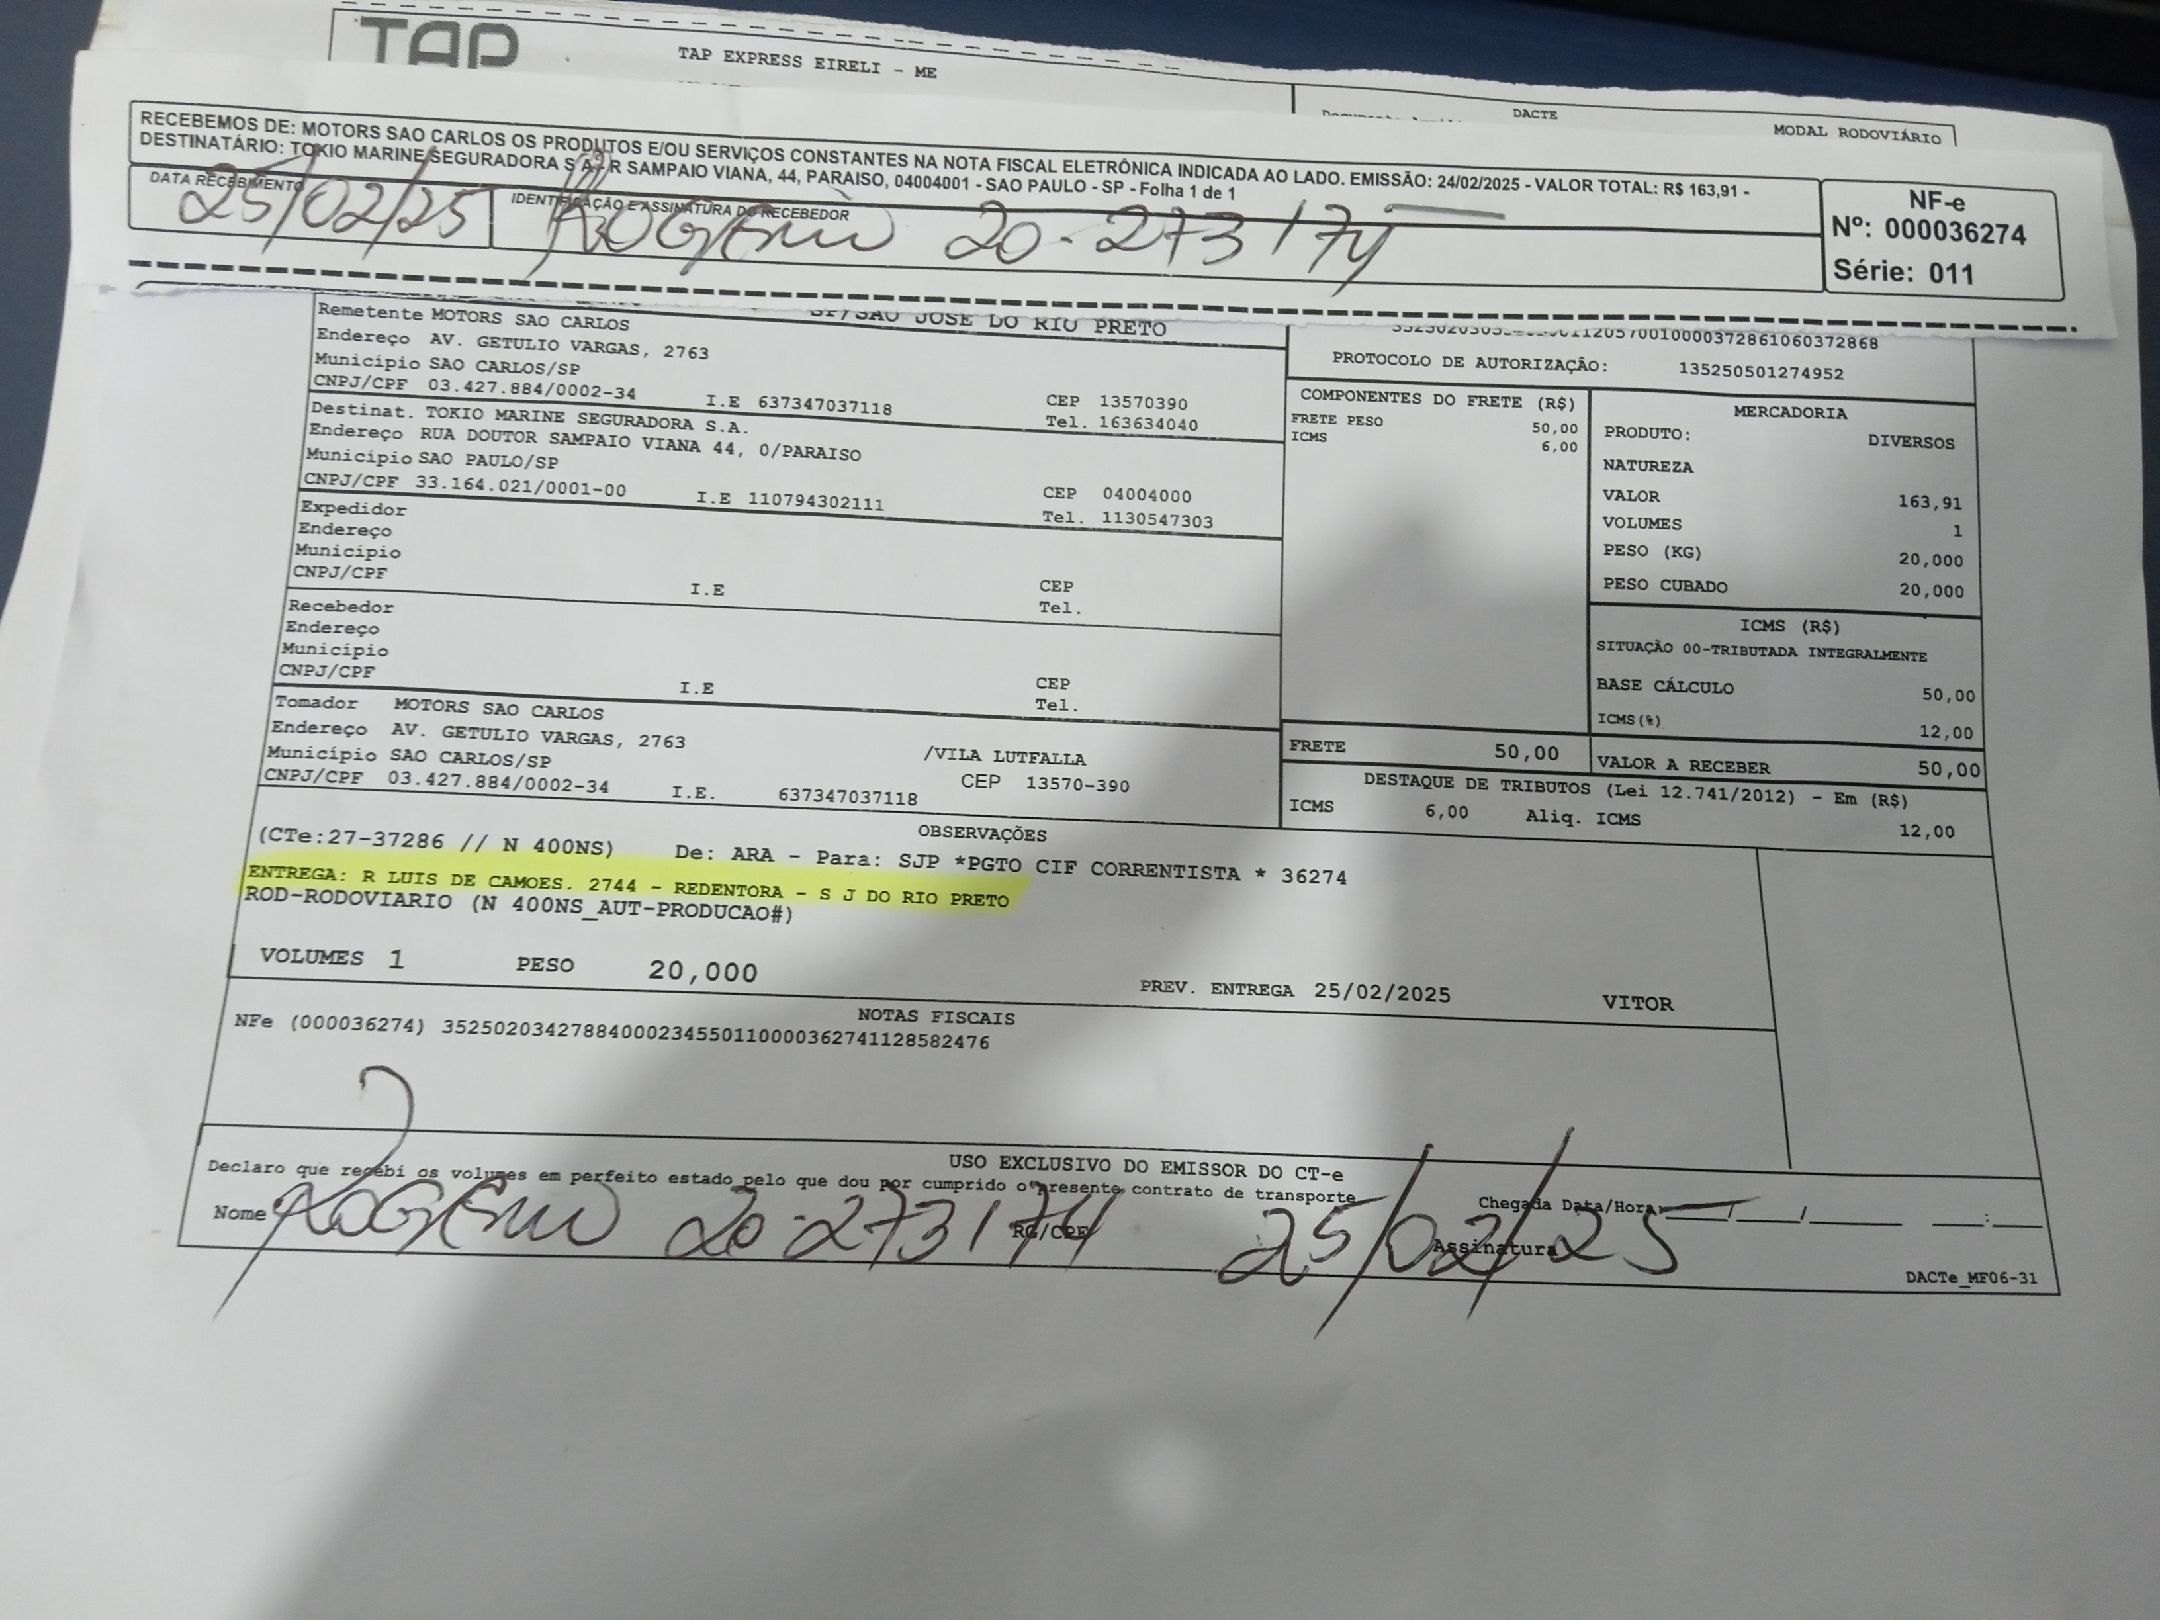 TAP
TAP EXPRESS EIRELI - ME
DACTE
MODAL RODOVIÁRIO
RECEBEMOS DE: MOTORS SAO CARLOS OS PRODUTOS E/OU SERVIÇOS CONSTANTES NA NOTA FISCAL ELETRÔNICA INDICADA AO LADO. EMISSÃO: 24/02/2025 - VALOR TOTAL: R$ 163,91 -
DESTINATÁRIO: TOKIO MARINE SEGURADORA S A - R SAMPAIO VIANA, 44, PARAISO, 04004001 - SAO PAULO - SP - Folha 1 de 1
DATA RECEBIMENTO
IDENTIFICAÇÃO E ASSINATURA DO RECEBEDOR
25/02/25 ROGERIO 20-273174
NF-e
Nº: 000036274
Série: 011
SP/SAO JOSE DO RIO PRETO
Remetente MOTORS SAO CARLOS
Endereço AV. GETULIO VARGAS, 2763
Município SAO CARLOS/SP
CNPJ/CPF 03.427.884/0002-34 I.E 637347037118 CEP 13570390
Tel. 163634040
Destinat. TOKIO MARINE SEGURADORA S.A.
Endereço RUA DOUTOR SAMPAIO VIANA 44, 0/PARAISO
Município SAO PAULO/SP
CNPJ/CPF 33.164.021/0001-00 I.E 110794302111 CEP 04004000
Tel. 1130547303
Expedidor
Endereço
Município
CNPJ/CPF I.E CEP
Tel.
Recebedor
Endereço
Município
CNPJ/CPF I.E CEP
Tel.
Tomador MOTORS SAO CARLOS
Endereço AV. GETULIO VARGAS, 2763 /VILA LUTFALLA
Município SAO CARLOS/SP CEP 13570-390
CNPJ/CPF 03.427.884/0002-34 I.E. 637347037118
PROTOCOLO DE AUTORIZAÇÃO: 135250501274952
COMPONENTES DO FRETE (R$)
FRETE PESO 50,00
ICMS 6,00
MERCADORIA
PRODUTO: DIVERSOS
NATUREZA
VALOR 163,91
VOLUMES 1
PESO (KG) 20,000
PESO CUBADO 20,000
ICMS (R$)
SITUAÇÃO 00-TRIBUTADA INTEGRALMENTE
BASE CÁLCULO 50,00
ICMS(%) 12,00
FRETE 50,00 VALOR A RECEBER 50,00
DESTAQUE DE TRIBUTOS (Lei 12.741/2012) - Em (R$)
ICMS 6,00 Aliq. ICMS 12,00
OBSERVAÇÕES
(CTe:27-37286 // N 400NS) De: ARA - Para: SJP *PGTO CIF CORRENTISTA * 36274
ENTREGA: R LUIS DE CAMOES. 2744 - REDENTORA - S J DO RIO PRETO
ROD-RODOVIARIO (N 400NS_AUT-PRODUCAO#)
VOLUMES 1 PESO 20,000 PREV. ENTREGA 25/02/2025 VITOR
NOTAS FISCAIS
NFe (000036274) 35250203427884000234550110000362741128582476
USO EXCLUSIVO DO EMISSOR DO CT-e
Declaro que recebi os volumes em perfeito estado pelo que dou por cumprido o presente contrato de transporte
Chegada Data/Hora: / / :
Nome ROGERIO 20-273174 RG/CPF 25/02/25 Assinatura
DACTe_MF06-31